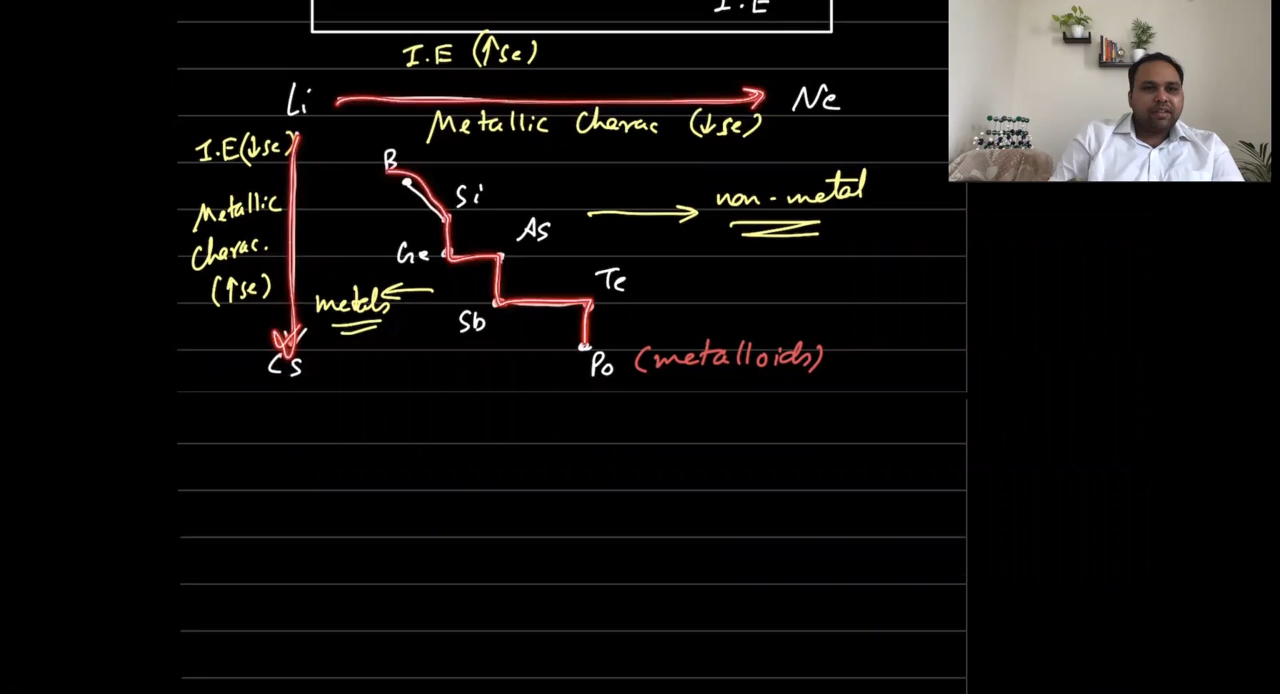 I.E
I.E (↑se)
Li
Ne
Metallic Charac (↓se)
I.E(↓se)
B
Si
non-metal
Metallic
Charac.
(↑se)
As
Ge
Te
metals
Sb
Cs
Po (metalloids)